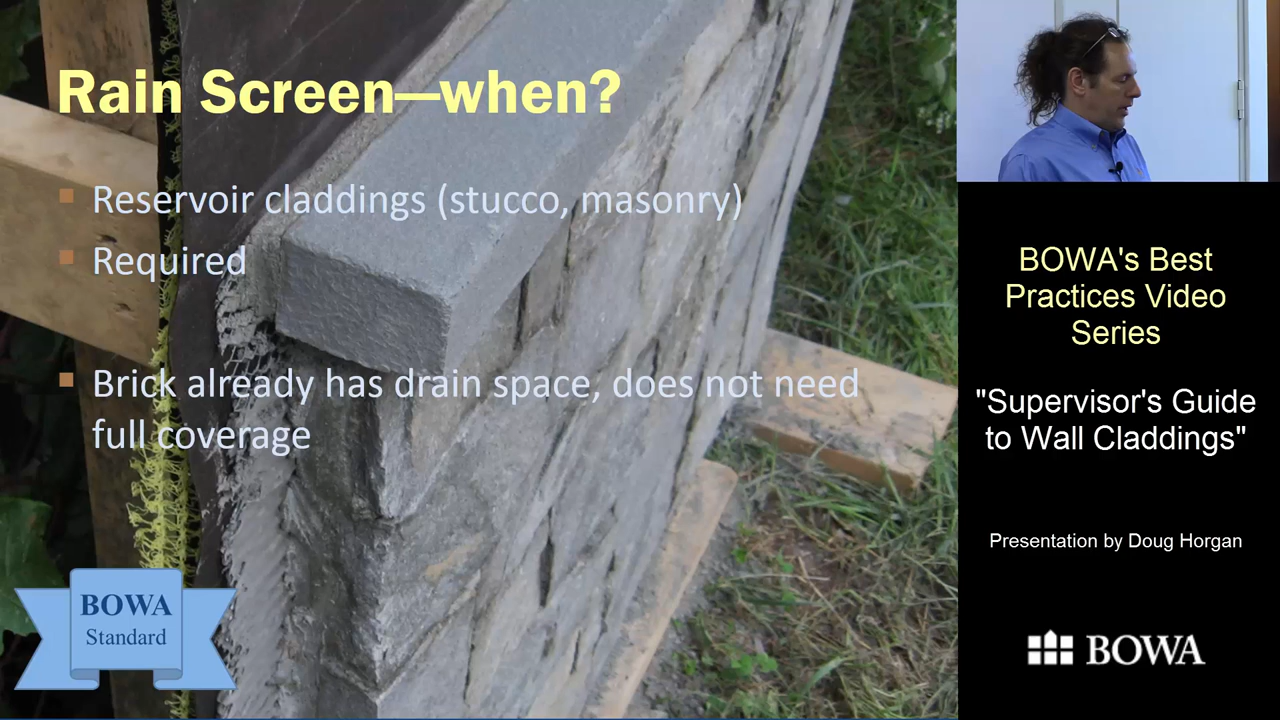 Rain Screen—when?
Reservoir claddings (stucco, masonry)
Required
Brick already has drain space, does not need
full coverage
BOWA
Standard
BOWA's Best
Practices Video
Series
"Supervisor's Guide
to Wall Claddings"
Presentation by Doug Horgan
BOWA